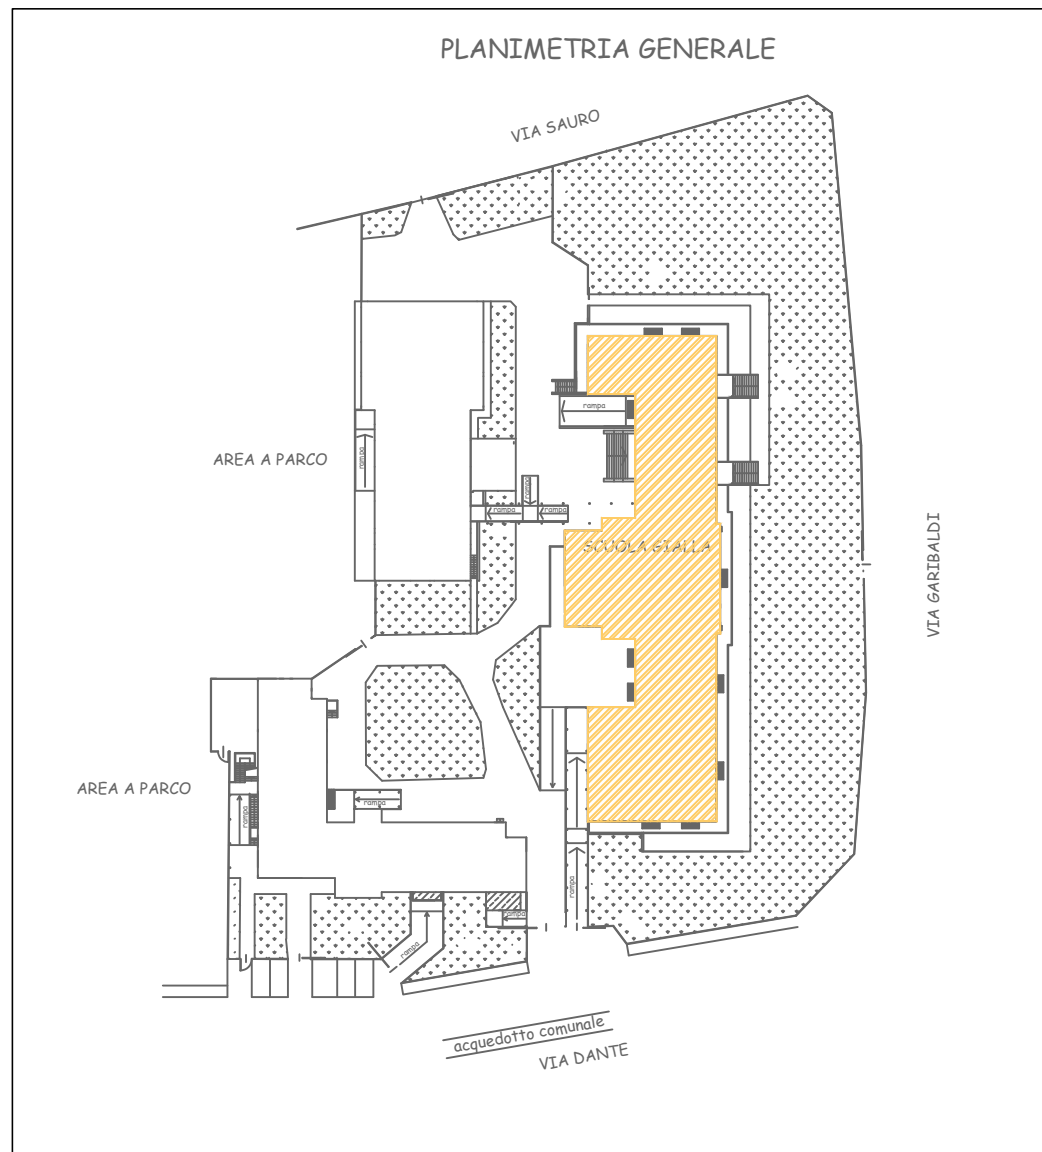 PLANIMETRIA GENERALE
VIA SAURO
rampa
rampa
AREA A PARCO
rampa
rampa
rampa
SCUOLA GIALLA
VIA GARIBALDI
AREA A PARCO
rampa
rampa
rampa
rampa
rampa
acquedotto comunale
VIA DANTE
rampa